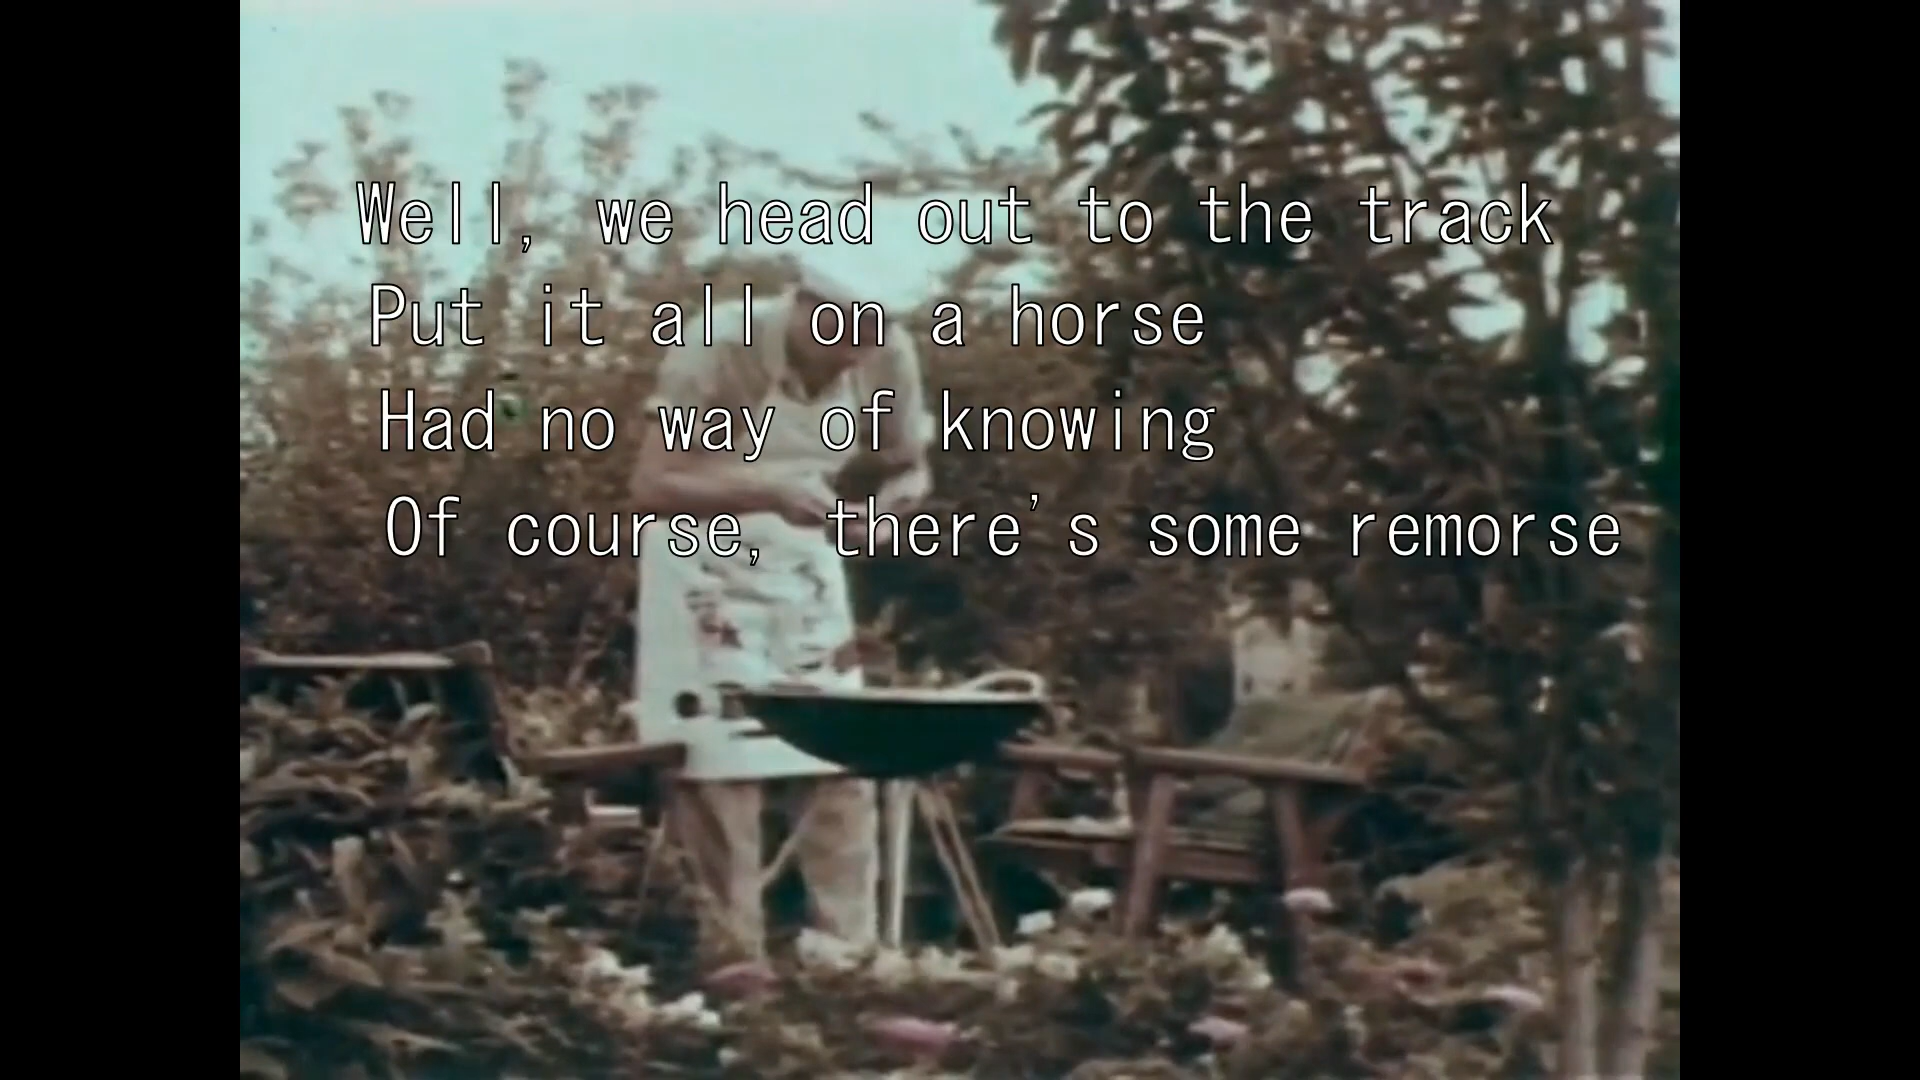 Well, we head out to the track
Put it all on a horse
Had no way of knowing
Of course, there's some remorse